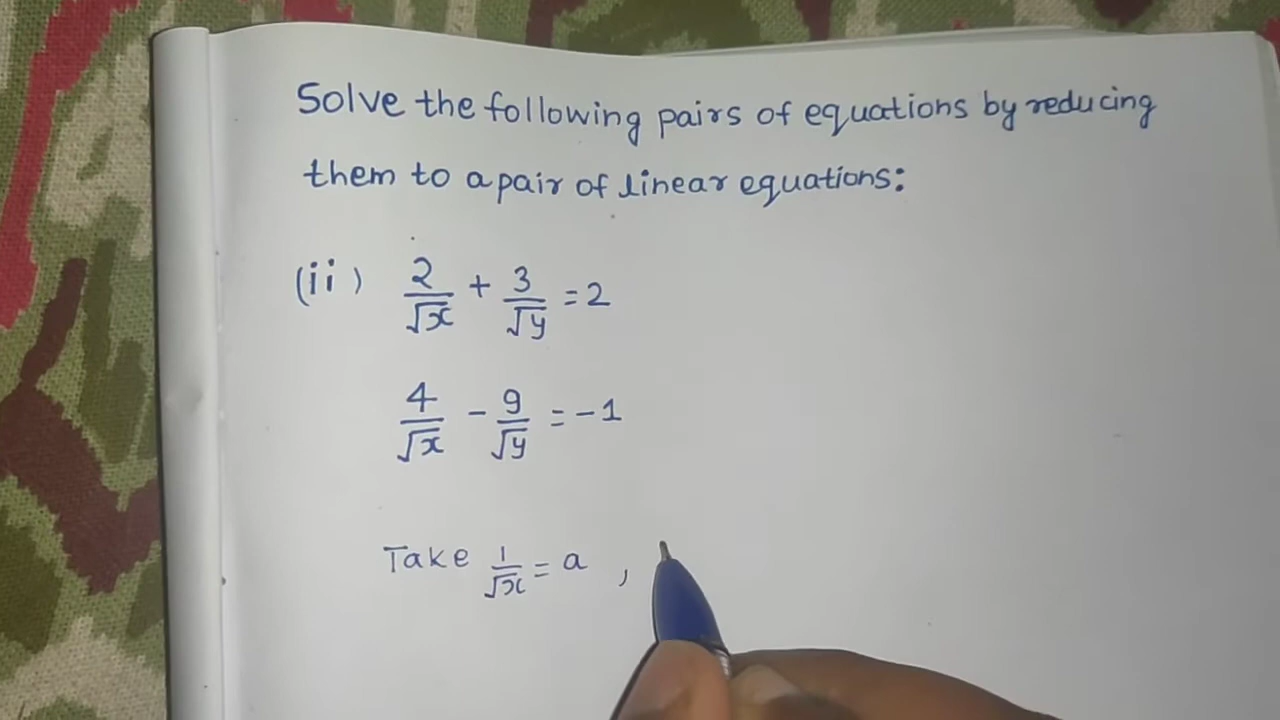 Solve the following pairs of equations by reducing
them to a pair of linear equations:
(ii) 2/√x + 3/√y = 2
4/√x - 9/√y = -1
Take 1/√x = a ,